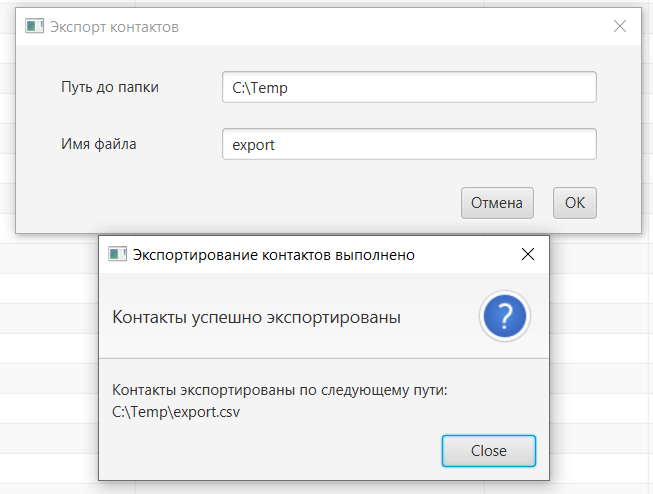 Экспорт контактов
Путь до папки
C:\Temp
Имя файла
export
Отмена
OK
Экспортирование контактов выполнено
Контакты успешно экспортированы
?
Контакты экспортированы по следующему пути:
C:\Temp\export.csv
Close